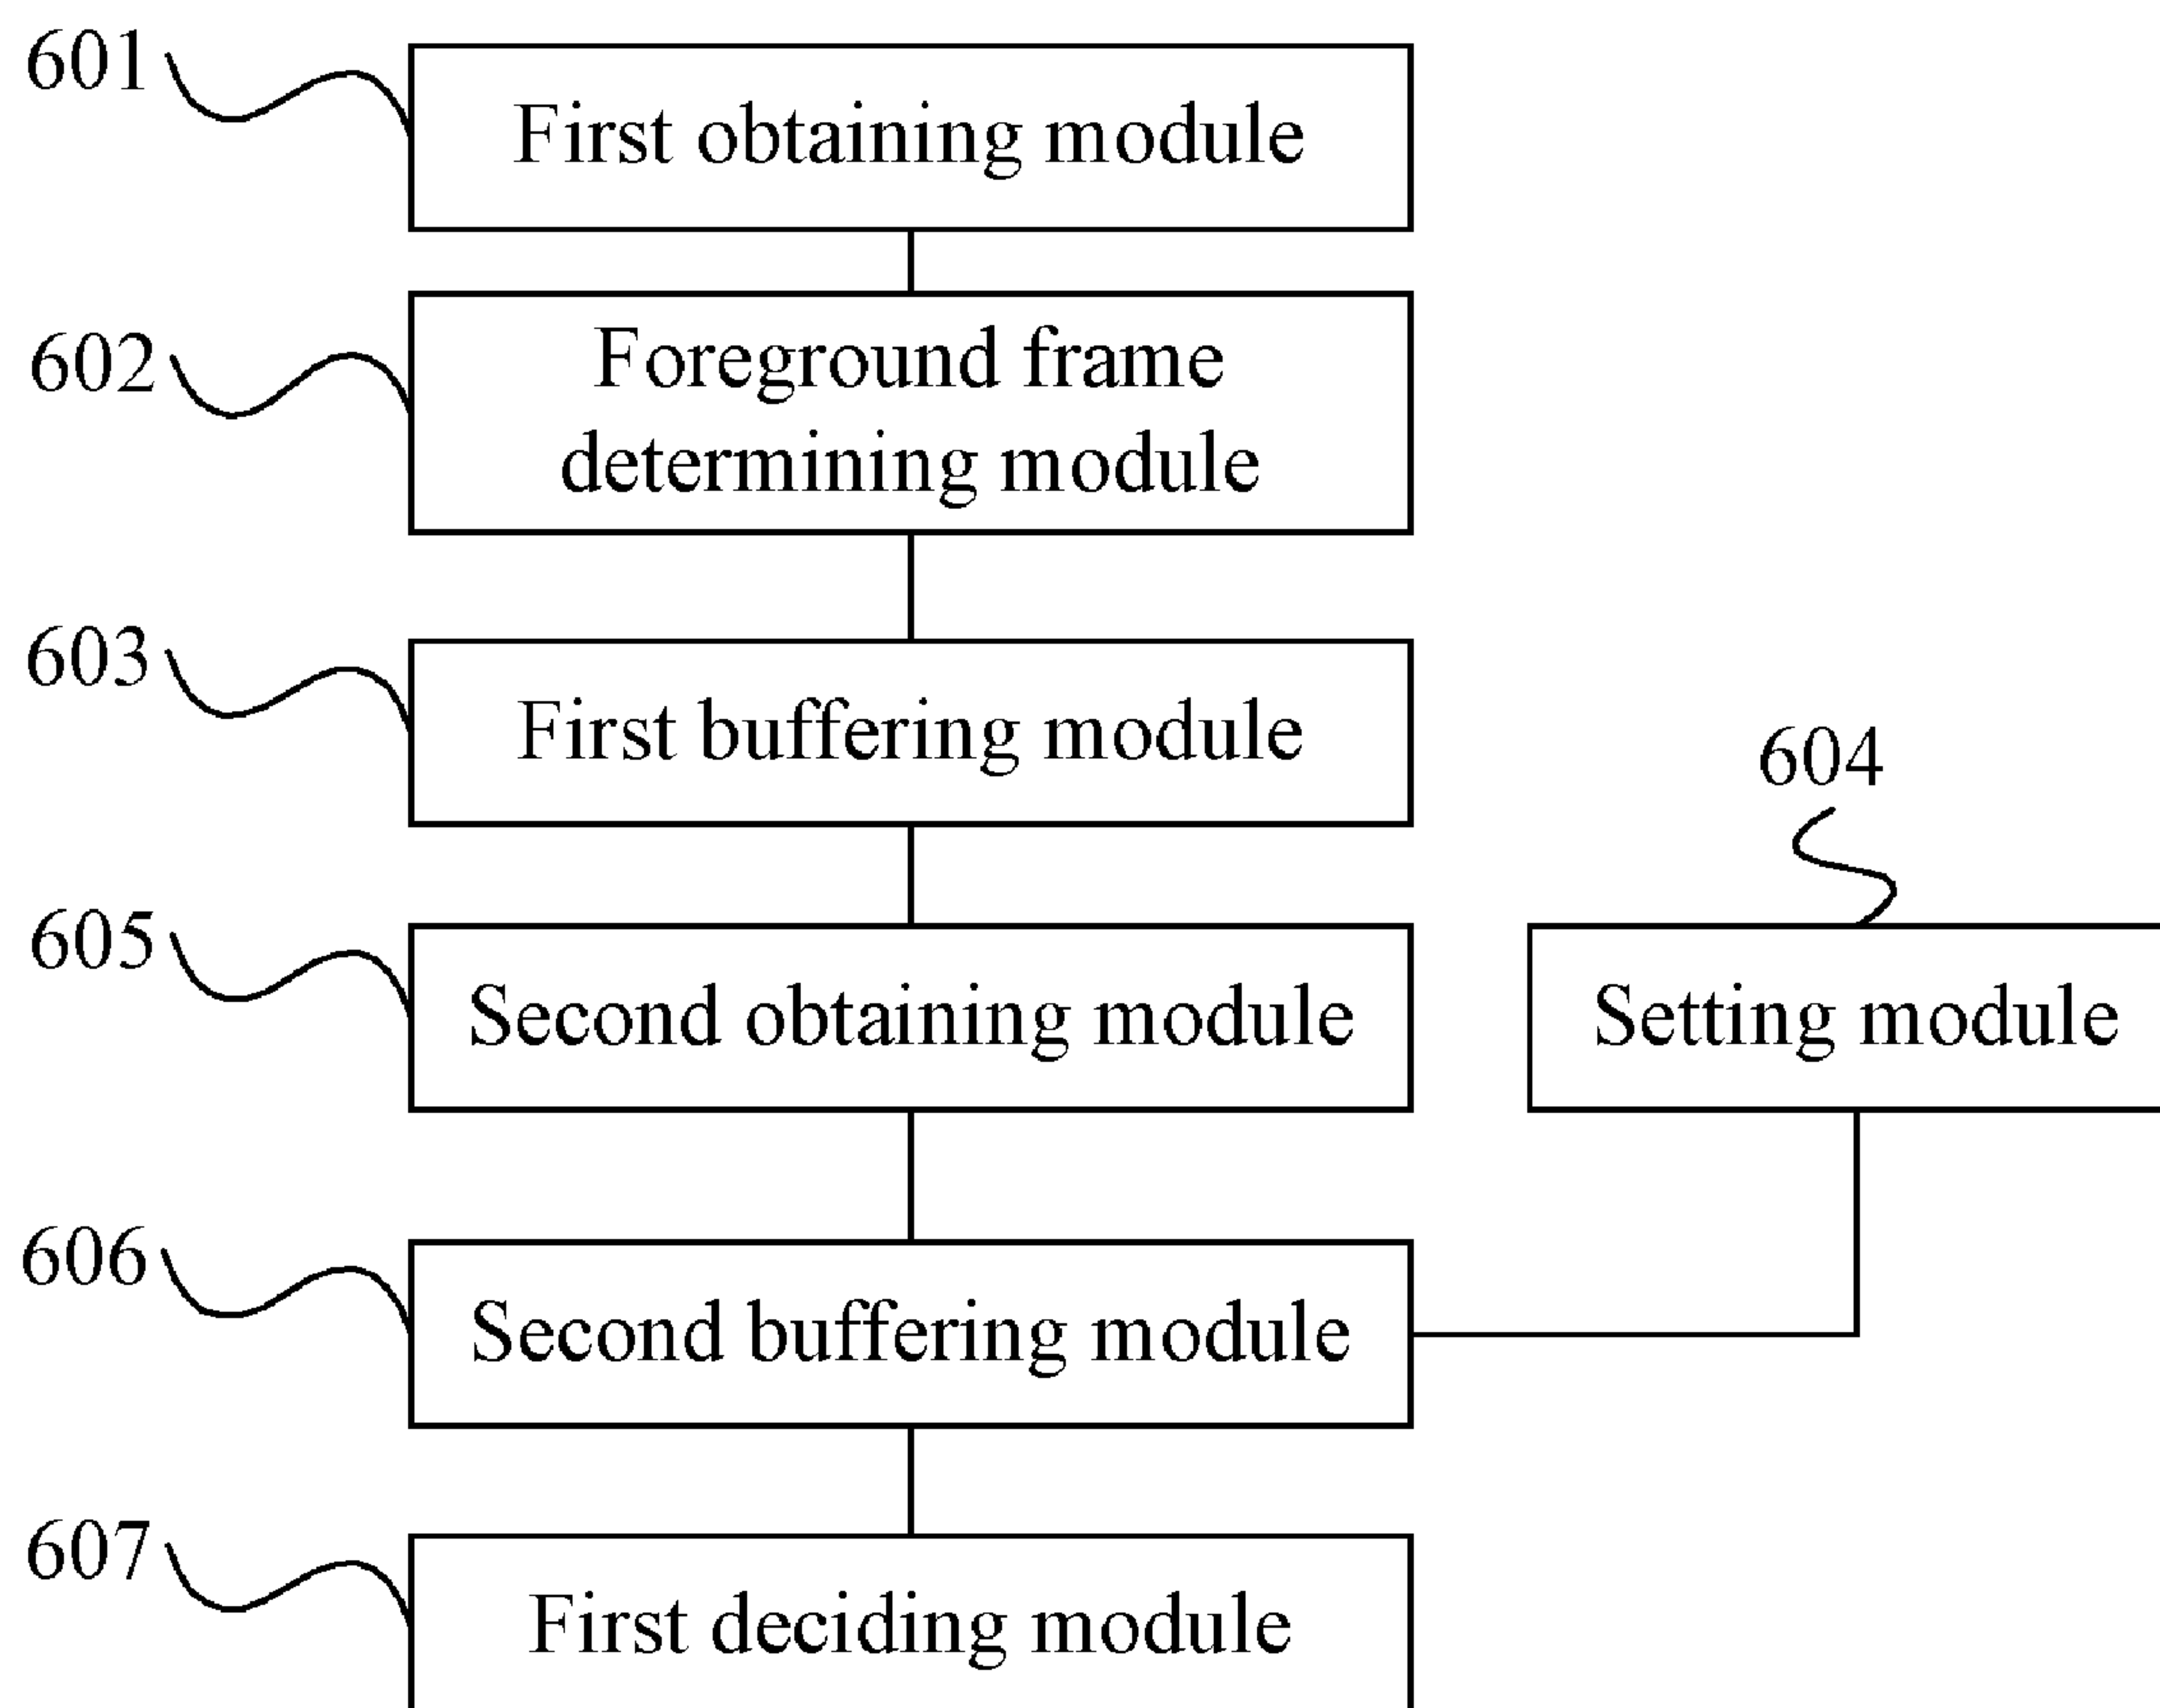 601
First obtaining module
602
Foreground frame
determining module
603
First buffering module
604
605
Second obtaining module
Setting module
606
Second buffering module
607
First deciding module